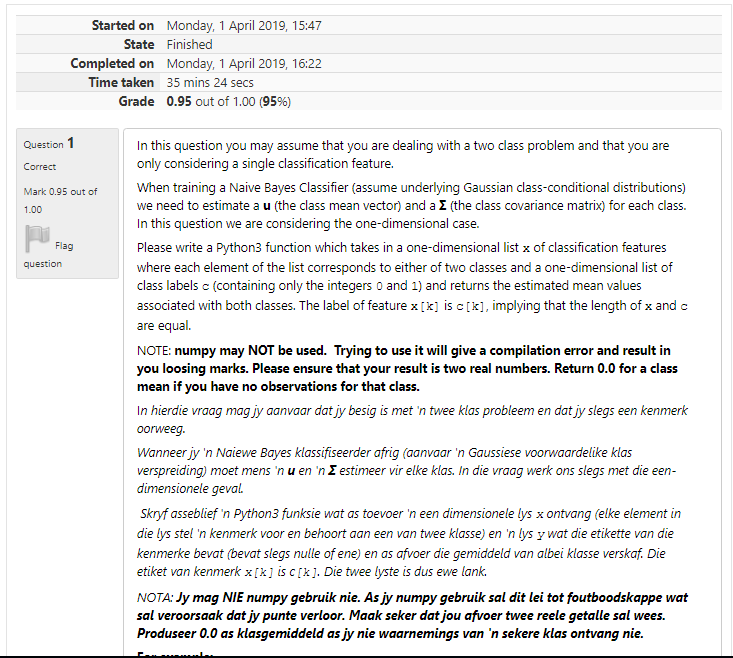 Started on Monday, 1 April 2019, 15:47
State Finished
Completed on Monday, 1 April 2019, 16:22
Time taken 35 mins 24 secs
Grade 0.95 out of 1.00 (95%)
Question 1
Correct
Mark 0.95 out of
1.00
Flag
question
In this question you may assume that you are dealing with a two class problem and that you are
only considering a single classification feature.
When training a Naive Bayes Classifier (assume underlying Gaussian class-conditional distributions)
we need to estimate a u (the class mean vector) and a Σ (the class covariance matrix) for each class.
In this question we are considering the one-dimensional case.
Please write a Python3 function which takes in a one-dimensional list x of classification features
where each element of the list corresponds to either of two classes and a one-dimensional list of
class labels c (containing only the integers 0 and 1) and returns the estimated mean values
associated with both classes. The label of feature x[k] is c[k], implying that the length of x and c
are equal.
NOTE: numpy may NOT be used. Trying to use it will give a compilation error and result in
you loosing marks. Please ensure that your result is two real numbers. Return 0.0 for a class
mean if you have no observations for that class.
In hierdie vraag mag jy aanvaar dat jy besig is met 'n twee klas probleem en dat jy slegs een kenmerk
oorweeg.
Wanneer jy 'n Naiewe Bayes klassifiseerder afrig (aanvaar 'n Gaussiese voorwaardelike klas
verspreiding) moet mens 'n u en 'n Σ estimeer vir elke klas. In die vraag werk ons slegs met die een-
dimensionele geval.
Skryf asseblief 'n Python3 funksie wat as toevoer 'n een dimensionele lys x ontvang (elke element in
die lys stel 'n kenmerk voor en behoort aan een van twee klasse) en 'n lys y wat die etikette van die
kenmerke bevat (bevat slegs nulle of ene) en as afvoer die gemiddeld van albei klasse verskaf. Die
etiket van kenmerk x[k] is c[k]. Die twee lyste is dus ewe lank.
NOTA: Jy mag NIE numpy gebruik nie. As jy numpy gebruik sal dit lei tot foutboodskappe wat
sal veroorsaak dat jy punte verloor. Maak seker dat jou afvoer twee reele getalle sal wees.
Produseer 0.0 as klasgemiddeld as jy nie waarnemings van 'n sekere klas ontvang nie.